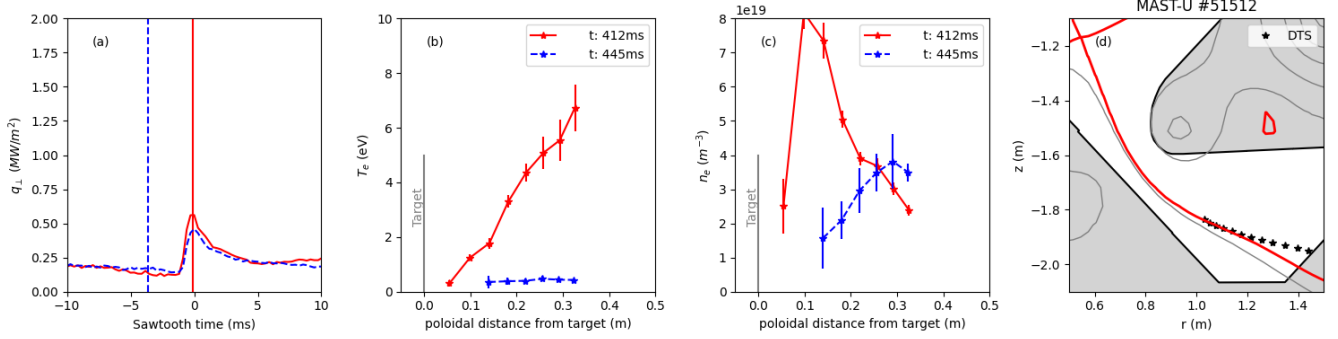 MAST-U #51512
(a)
q⊥ (MW/m²)
2.00
1.75
1.50
1.25
1.00
0.75
0.50
0.25
0.00
−10
−5
0
5
10
Sawtooth time (ms)
(b)
t: 412ms
t: 445ms
Te (eV)
10
8
6
4
2
0
Target
0.0
0.1
0.2
0.3
0.4
0.5
poloidal distance from target (m)
1e19
(c)
t: 412ms
t: 445ms
ne (m⁻³)
9
8
7
6
5
4
3
2
1
0
Target
0.0
0.1
0.2
0.3
0.4
0.5
poloidal distance from target (m)
(d)
DTS
z (m)
−1.2
−1.4
−1.6
−1.8
−2.0
0.6
0.8
1.0
1.2
1.4
r (m)